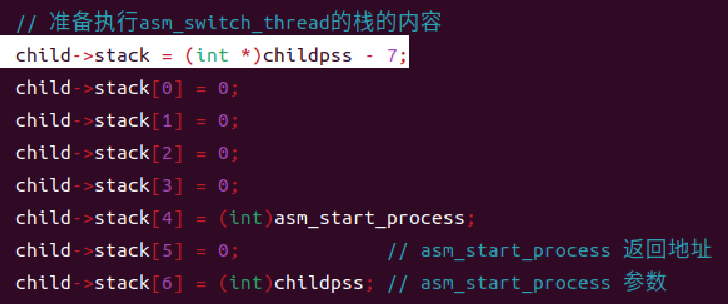 // 准备执行asm_switch_thread的栈的内容
child->stack = (int *)childpss - 7;
child->stack[0] = 0;
child->stack[1] = 0;
child->stack[2] = 0;
child->stack[3] = 0;
child->stack[4] = (int)asm_start_process;
child->stack[5] = 0;             // asm_start_process 返回地址
child->stack[6] = (int)childpss; // asm_start_process 参数